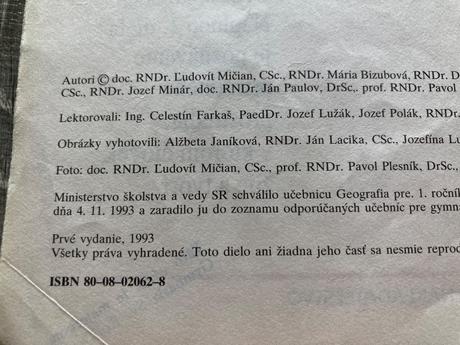 Autori © doc. RNDr. Ľudovít Mičian, CSc., RNDr. Mária Bizubová, RNDr. D
CSc., RNDr. Jozef Minár, doc. RNDr. Ján Paulov, DrSc,. prof. RNDr. Pavol
Lektorovali: Ing. Celestín Farkaš, PaedDr. Jozef Lužák, Jozef Polák, RNDr.
Obrázky vyhotovili: Alžbeta Janíková, RNDr. Ján Lacika, CSc., Jozefína Lu
Foto: doc. RNDr. Ľudovít Mičian, CSc., prof. RNDr. Pavol Plesník, DrSc.,
Ministerstvo školstva a vedy SR schválilo učebnicu Geografia pre. 1. roční
dňa 4. 11. 1993 a zaradilo ju do zoznamu odporúčaných učebníc pre gymn
Prvé vydanie, 1993
Všetky práva vyhradené. Toto dielo ani žiadna jeho časť sa nesmie reprod
ISBN 80–08–02062–8